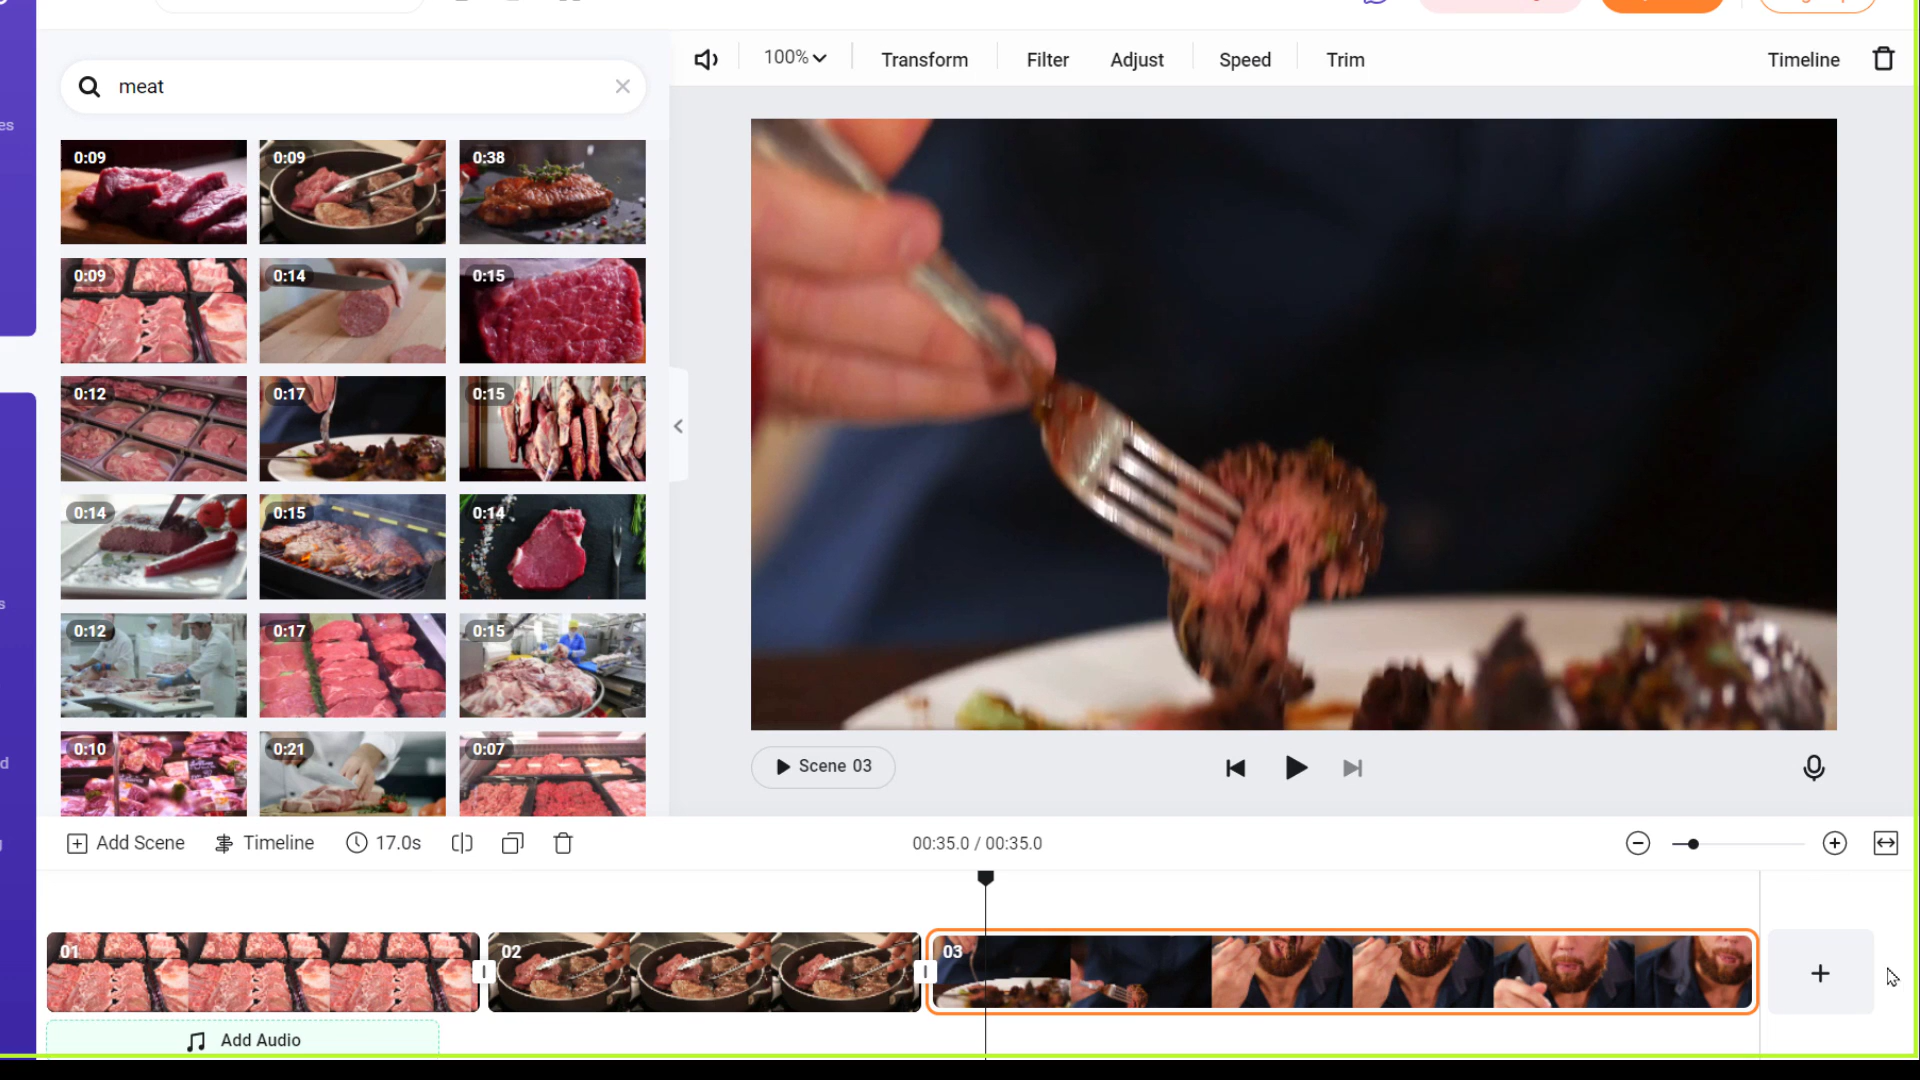 es
meat
100%
Transform
Filter
Adjust
Speed
Trim
Timeline
0:09
0:09
0:38
0:09
0:14
0:15
0:12
0:17
0:15
0:14
0:15
0:14
0:12
0:17
0:15
0:10
0:21
0:07
s
d
Scene 03
Add Scene
Timeline
17.0s
00:35.0 / 00:35.0
01
02
03
Add Audio